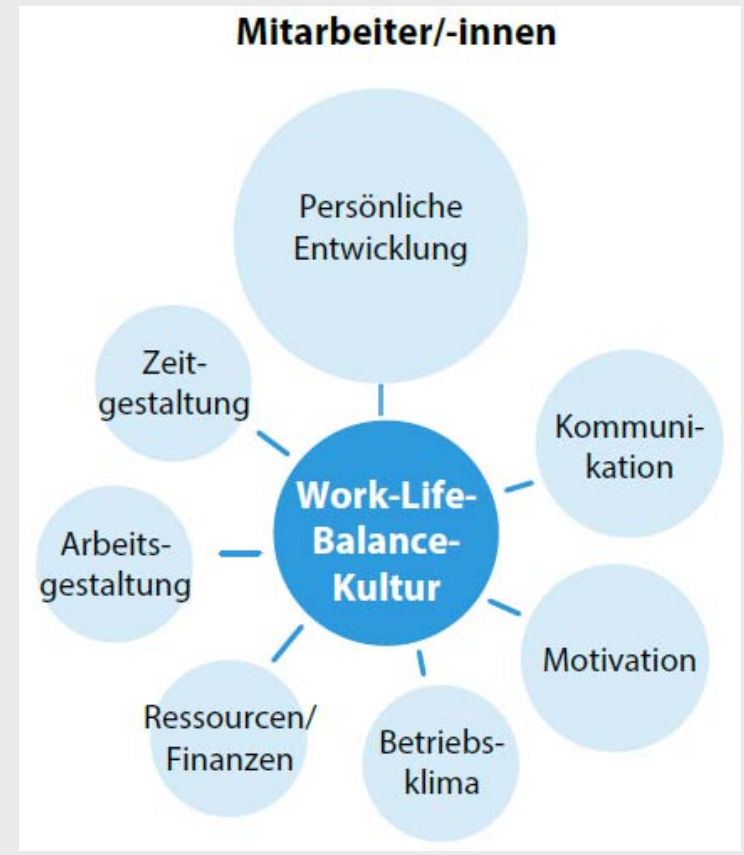 Mitarbeiter/-innen
Persönliche
Entwicklung
Zeit-
gestaltung
Kommuni-
kation
Work-Life-
Balance-
Kultur
Arbeits-
gestaltung
Motivation
Ressourcen/
Finanzen
Betriebs-
klima